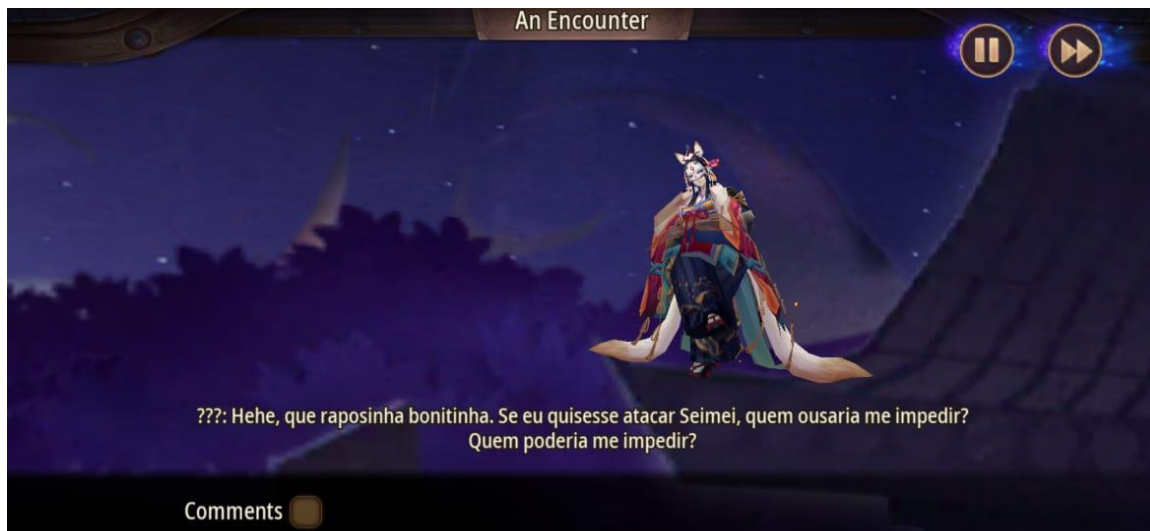 An Encounter
???: Hehe, que raposinha bonitinha. Se eu quisesse atacar Seimei, quem ousaria me impedir?
Quem poderia me impedir?
Comments